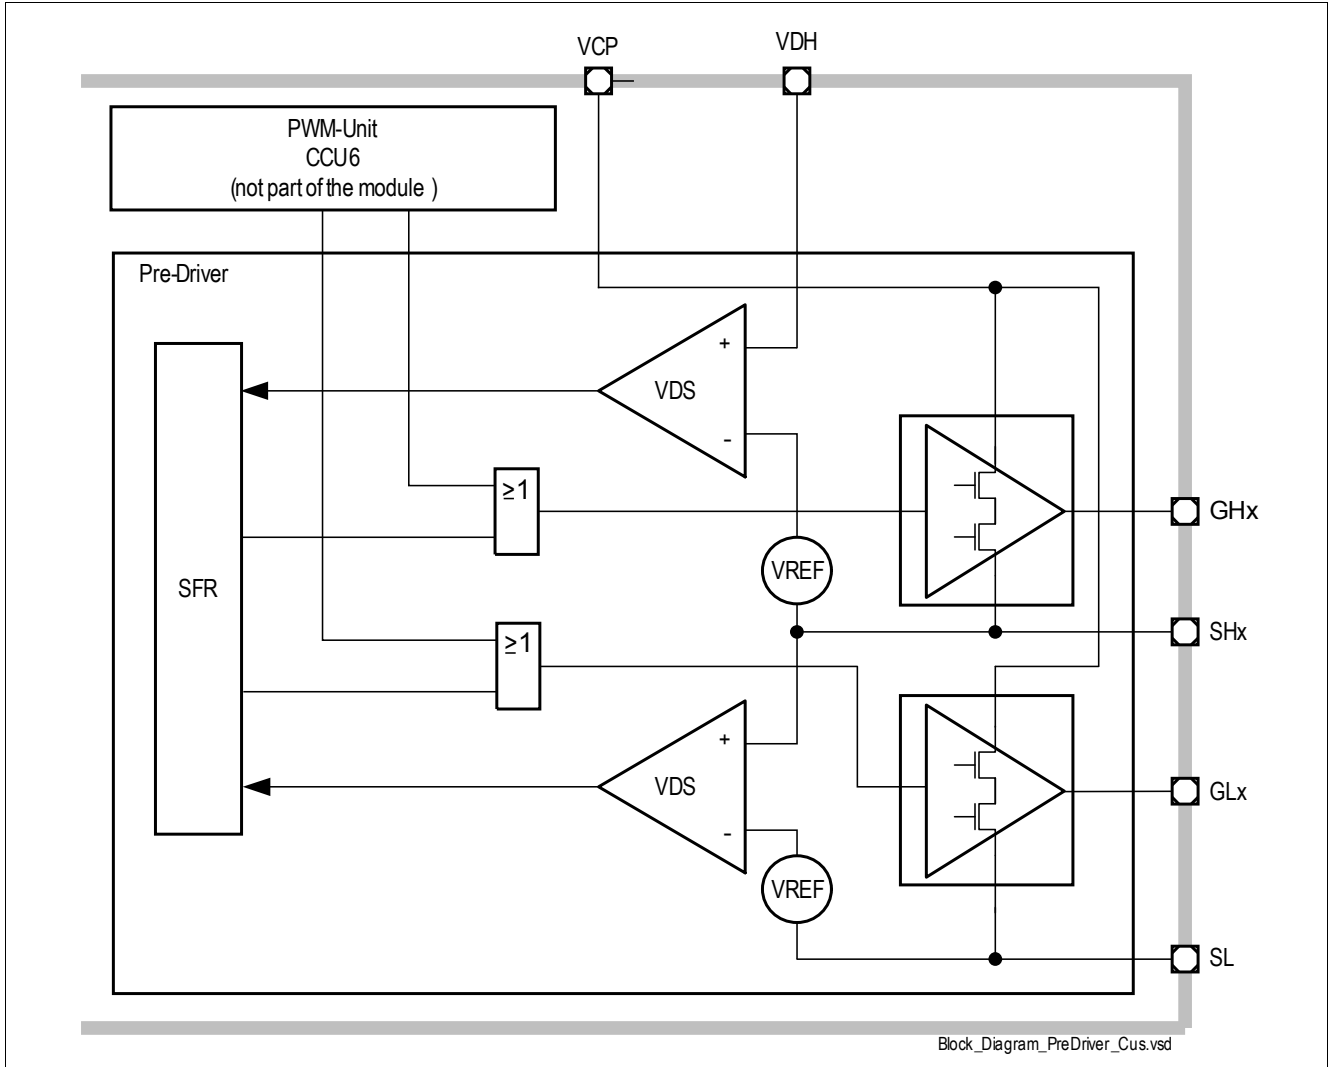 VCP
VDH
PWM-Unit
CCU6
(not part of the module )
Pre-Driver
+
VDS
-
≥1
GHx
VREF
SFR
SHx
≥1
+
VDS
GLx
-
VREF
SL
Block_Diagram_PreDriver_Cus.vsd